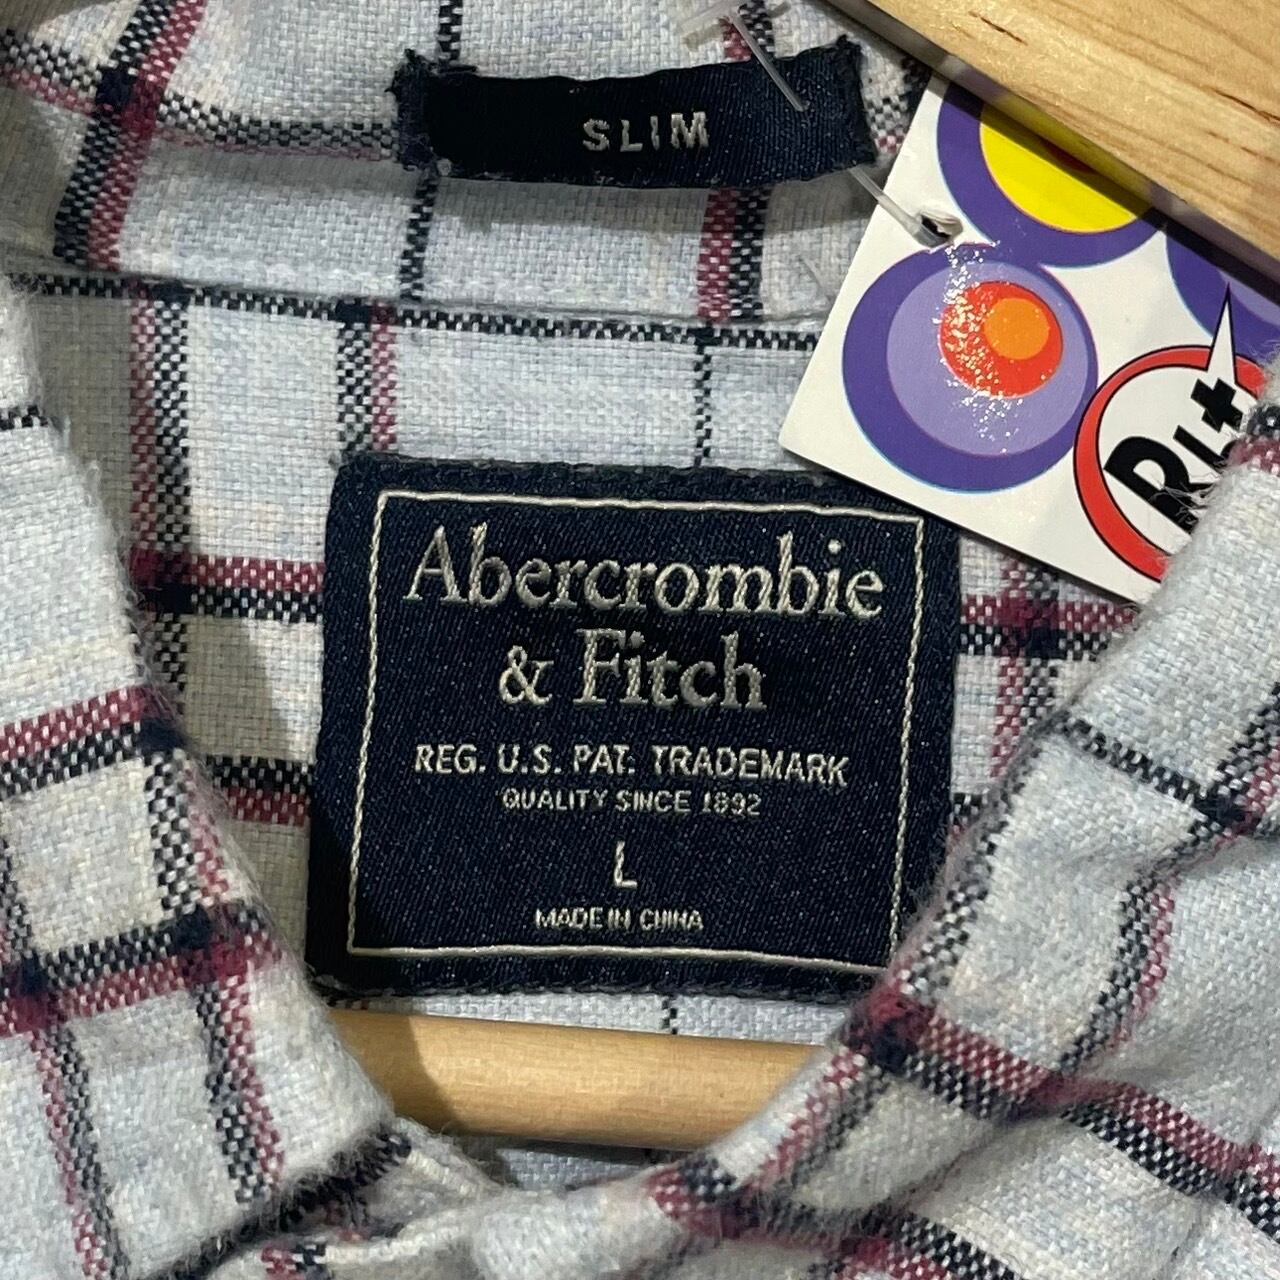 SLIM
Abercrombie
& Fitch
REG. U.S. PAT. TRADEMARK
QUALITY SINCE 1892
L
MADE IN CHINA